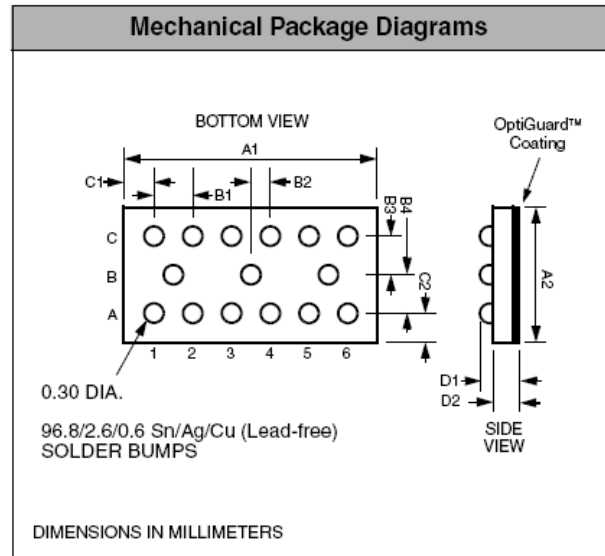 Mechanical Package Diagrams
BOTTOM VIEW
OptiGuard™
Coating
A1
C1
B1
B2
B3
B4
C
B
A
C2
A2
1 2 3 4 5 6
D1
D2
0.30 DIA.
SIDE
VIEW
96.8/2.6/0.6 Sn/Ag/Cu (Lead-free)
SOLDER BUMPS
DIMENSIONS IN MILLIMETERS